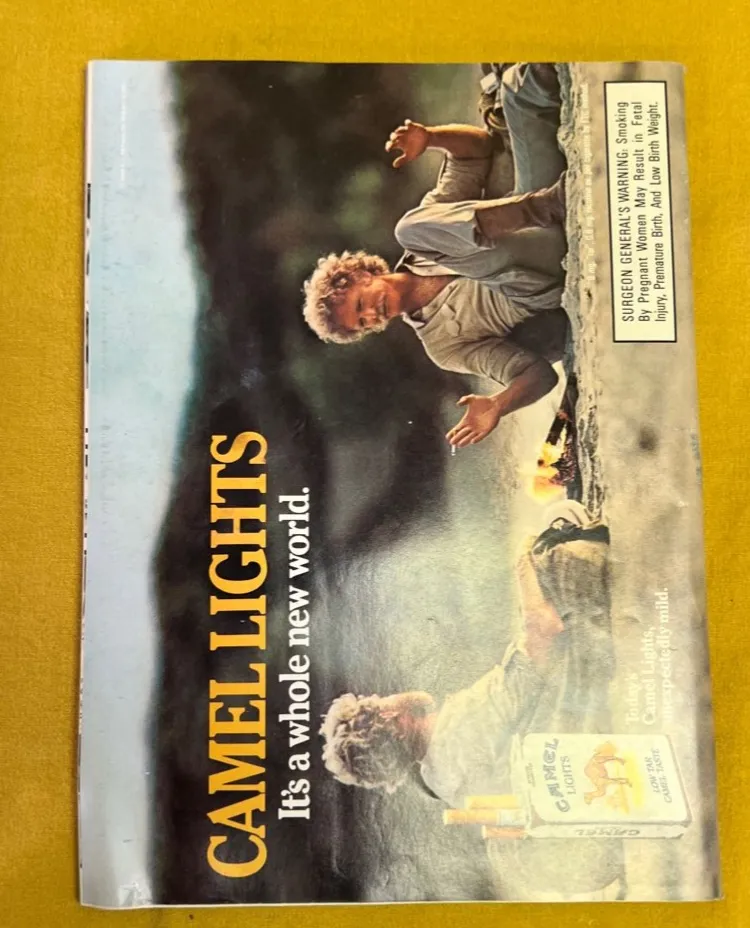 CAMEL LIGHTS
It's a whole new world.
Today's
Camel Lights,
unexpectedly mild.
CAMEL
LIGHTS
LOW TAR
CAMEL TASTE
CAMEL
SURGEON GENERAL'S WARNING: Smoking
By Pregnant Women May Result in Fetal
Injury, Premature Birth, And Low Birth Weight.